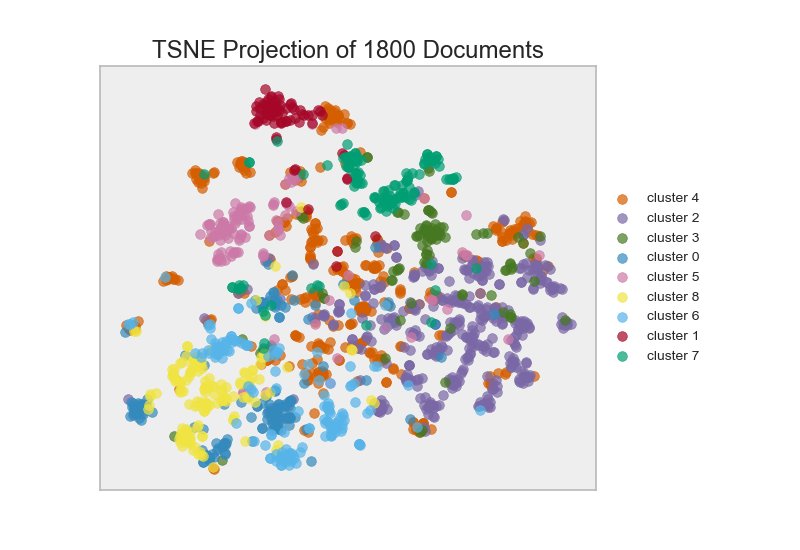 TSNE Projection of 1800 Documents
cluster 4
cluster 2
cluster 3
cluster 0
cluster 5
cluster 8
cluster 6
cluster 1
cluster 7